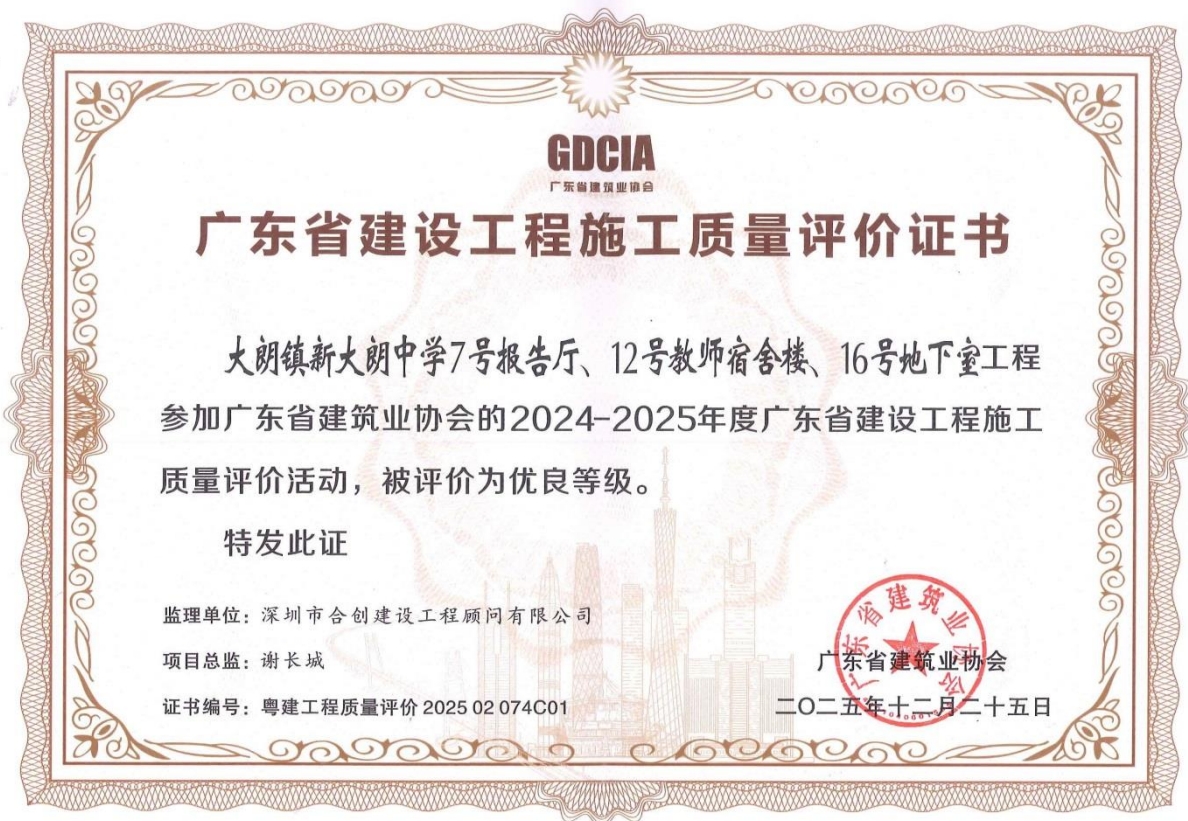 GDCIA
广东省建筑业协会
广东省建设工程施工质量评价证书
大朗镇新大朗中学7号报告厅、12号教师宿舍楼、16号地下室工程
参加广东省建筑业协会的2024-2025年度广东省建设工程施工
质量评价活动，被评价为优良等级。
特发此证
监理单位：深圳市合创建设工程顾问有限公司
项目总监：谢长城
证书编号：粤建工程质量评价 2025 02 074C01
广东省建筑业协会
广东省建筑业协会
二〇二五年十二月二十五日